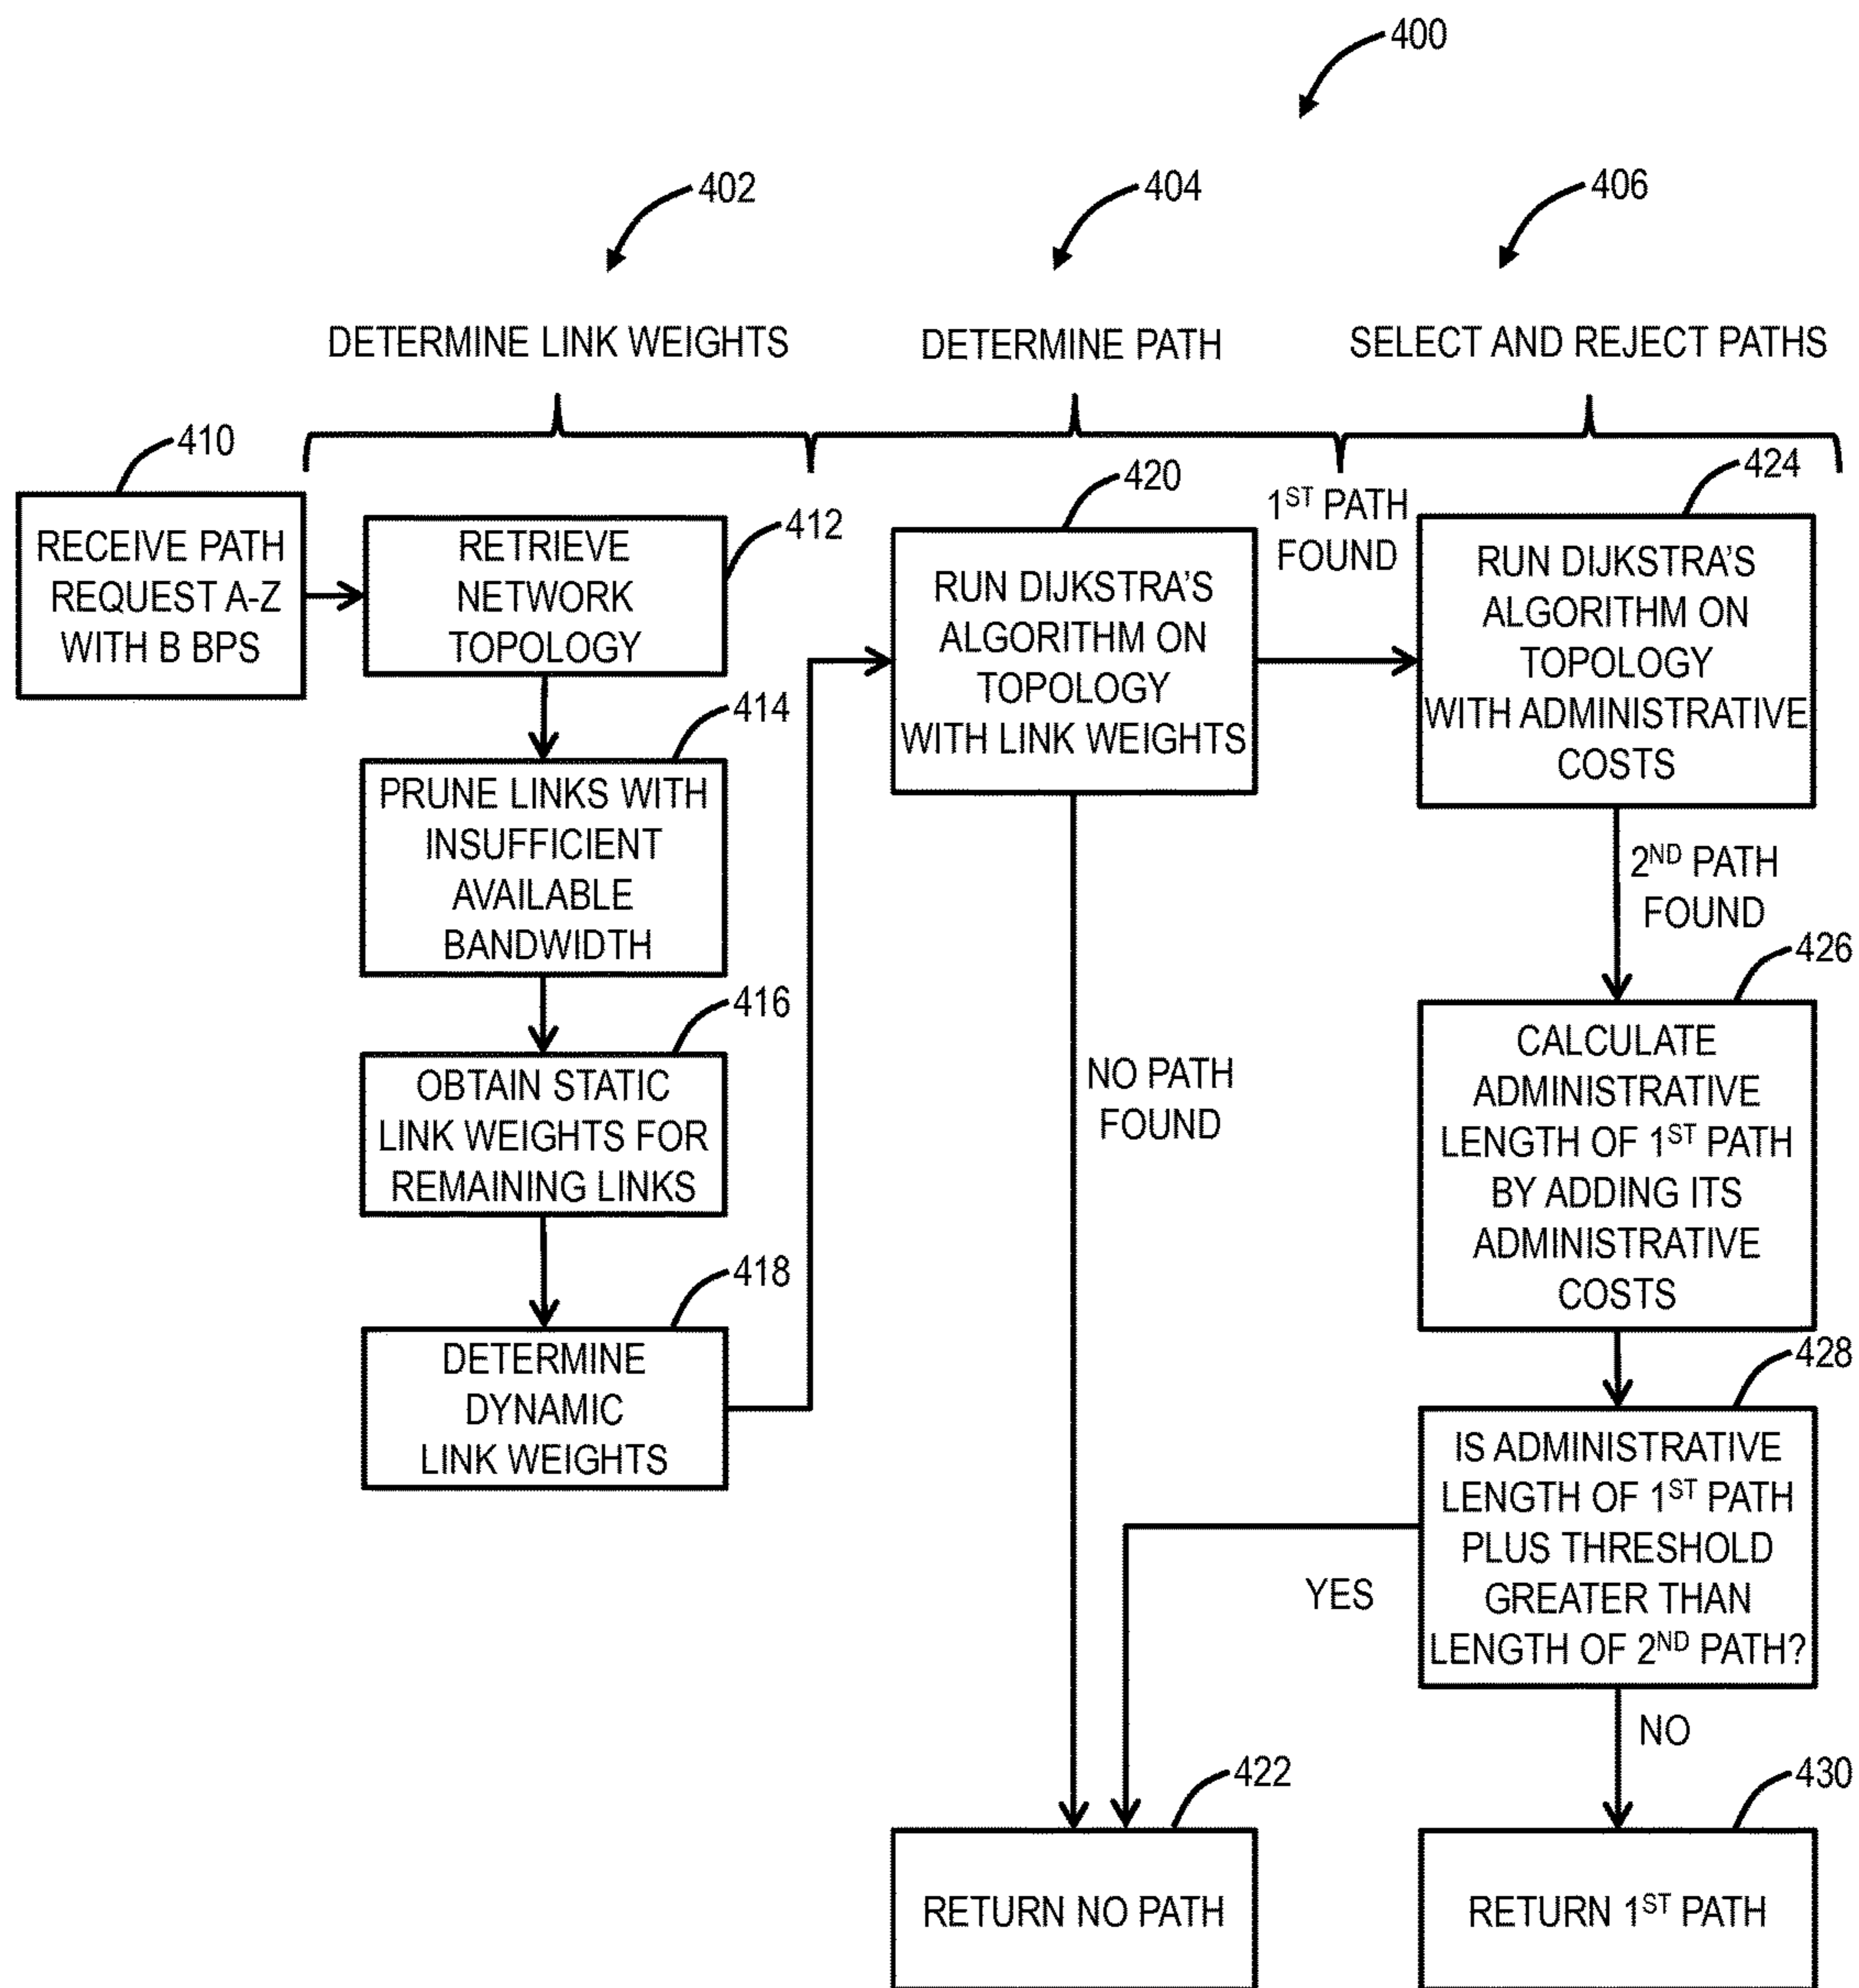 400
402
404
406
DETERMINE LINK WEIGHTS
DETERMINE PATH
SELECT AND REJECT PATHS
410
RECEIVE PATH
REQUEST A-Z
WITH B BPS
412
RETRIEVE
NETWORK
TOPOLOGY
414
PRUNE LINKS WITH
INSUFFICIENT
AVAILABLE
BANDWIDTH
416
OBTAIN STATIC
LINK WEIGHTS FOR
REMAINING LINKS
418
DETERMINE
DYNAMIC
LINK WEIGHTS
420
RUN DIJKSTRA'S
ALGORITHM ON
TOPOLOGY
WITH LINK WEIGHTS
1ST PATH
FOUND
NO PATH
FOUND
424
RUN DIJKSTRA'S
ALGORITHM ON
TOPOLOGY
WITH ADMINISTRATIVE
COSTS
2ND PATH
FOUND
426
CALCULATE
ADMINISTRATIVE
LENGTH OF 1ST PATH
BY ADDING ITS
ADMINISTRATIVE
COSTS
428
IS ADMINISTRATIVE
LENGTH OF 1ST PATH
PLUS THRESHOLD
GREATER THAN
LENGTH OF 2ND PATH?
YES
NO
422
RETURN NO PATH
430
RETURN 1ST PATH